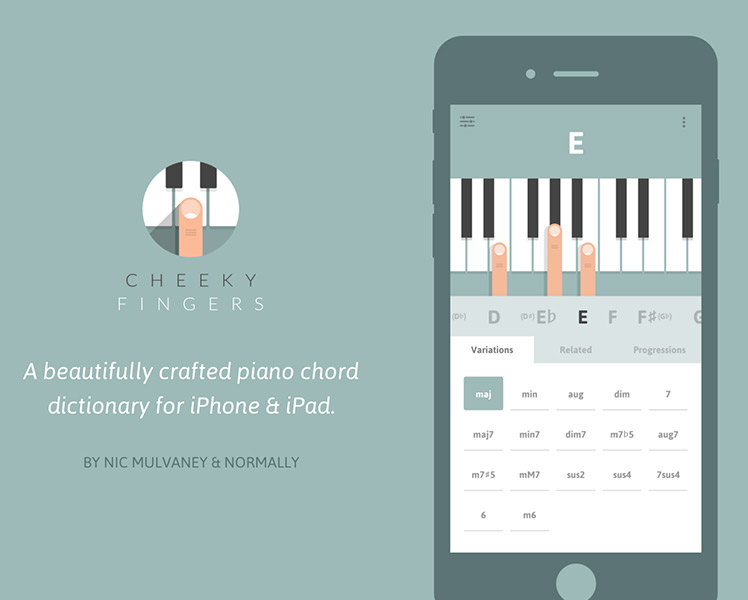 CHEEKY
FINGERS
A beautifully crafted piano chord
dictionary for iPhone & iPad.
BY NIC MULVANEY & NORMALLY
E
(D♭) D (D♯) E♭ E F F♯ (G♭) G
Variations Related Progressions
maj min aug dim 7
maj7 min7 dim7 m7♭5 aug7
m7♯5 mM7 sus2 sus4 7sus4
6 m6